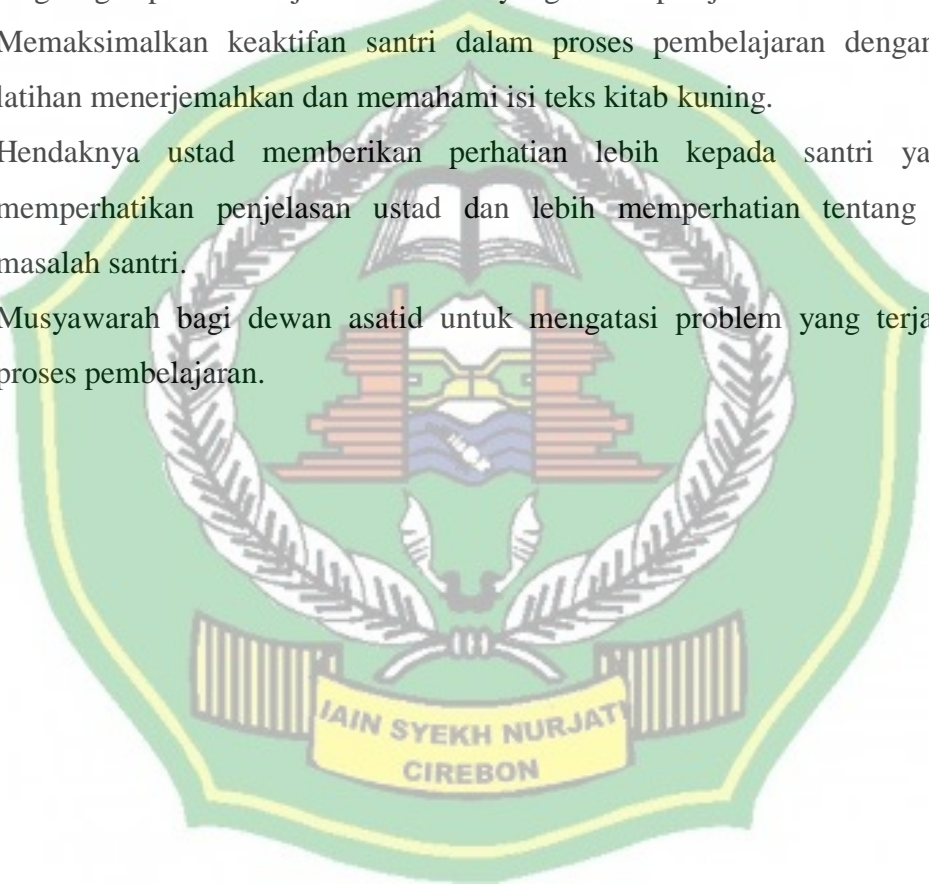 Memaksimalkan keaktifan santri dalam proses pembelajaran dengan
latihan menerjemahkan dan memahami isi teks kitab kuning.
Hendaknya ustad memberikan perhatian lebih kepada santri ya
memperhatikan penjelasan ustad dan lebih memperhatian tentang
masalah santri.
Musyawarah bagi dewan asatid untuk mengatasi problem yang terja
proses pembelajaran.
IAIN SYEKH NURJATI
CIREBON